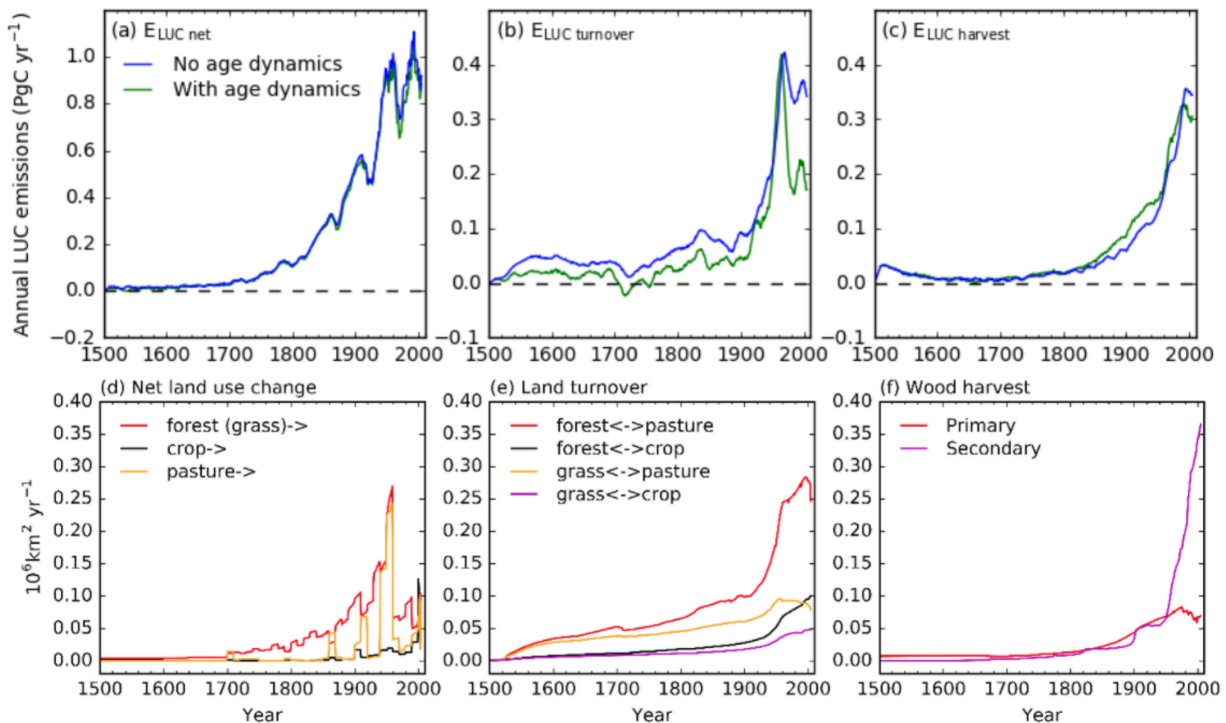 (a) E_LUC net
No age dynamics
With age dynamics
Annual LUC emissions (PgC yr⁻¹)
1.0
0.8
0.6
0.4
0.2
0.0
−0.2
1500 1600 1700 1800 1900 2000
(b) E_LUC turnover
0.4
0.3
0.2
0.1
0.0
−0.1
1500 1600 1700 1800 1900 2000
(c) E_LUC harvest
0.4
0.3
0.2
0.1
0.0
−0.1
1500 1600 1700 1800 1900 2000
(d) Net land use change
forest (grass)->
crop->
pasture->
10⁶km² yr⁻¹
0.40
0.35
0.30
0.25
0.20
0.15
0.10
0.05
0.00
1500 1600 1700 1800 1900 2000
Year
(e) Land turnover
forest<->pasture
forest<->crop
grass<->pasture
grass<->crop
0.40
0.35
0.30
0.25
0.20
0.15
0.10
0.05
0.00
1500 1600 1700 1800 1900 2000
Year
(f) Wood harvest
Primary
Secondary
0.40
0.35
0.30
0.25
0.20
0.15
0.10
0.05
0.00
1500 1600 1700 1800 1900 2000
Year